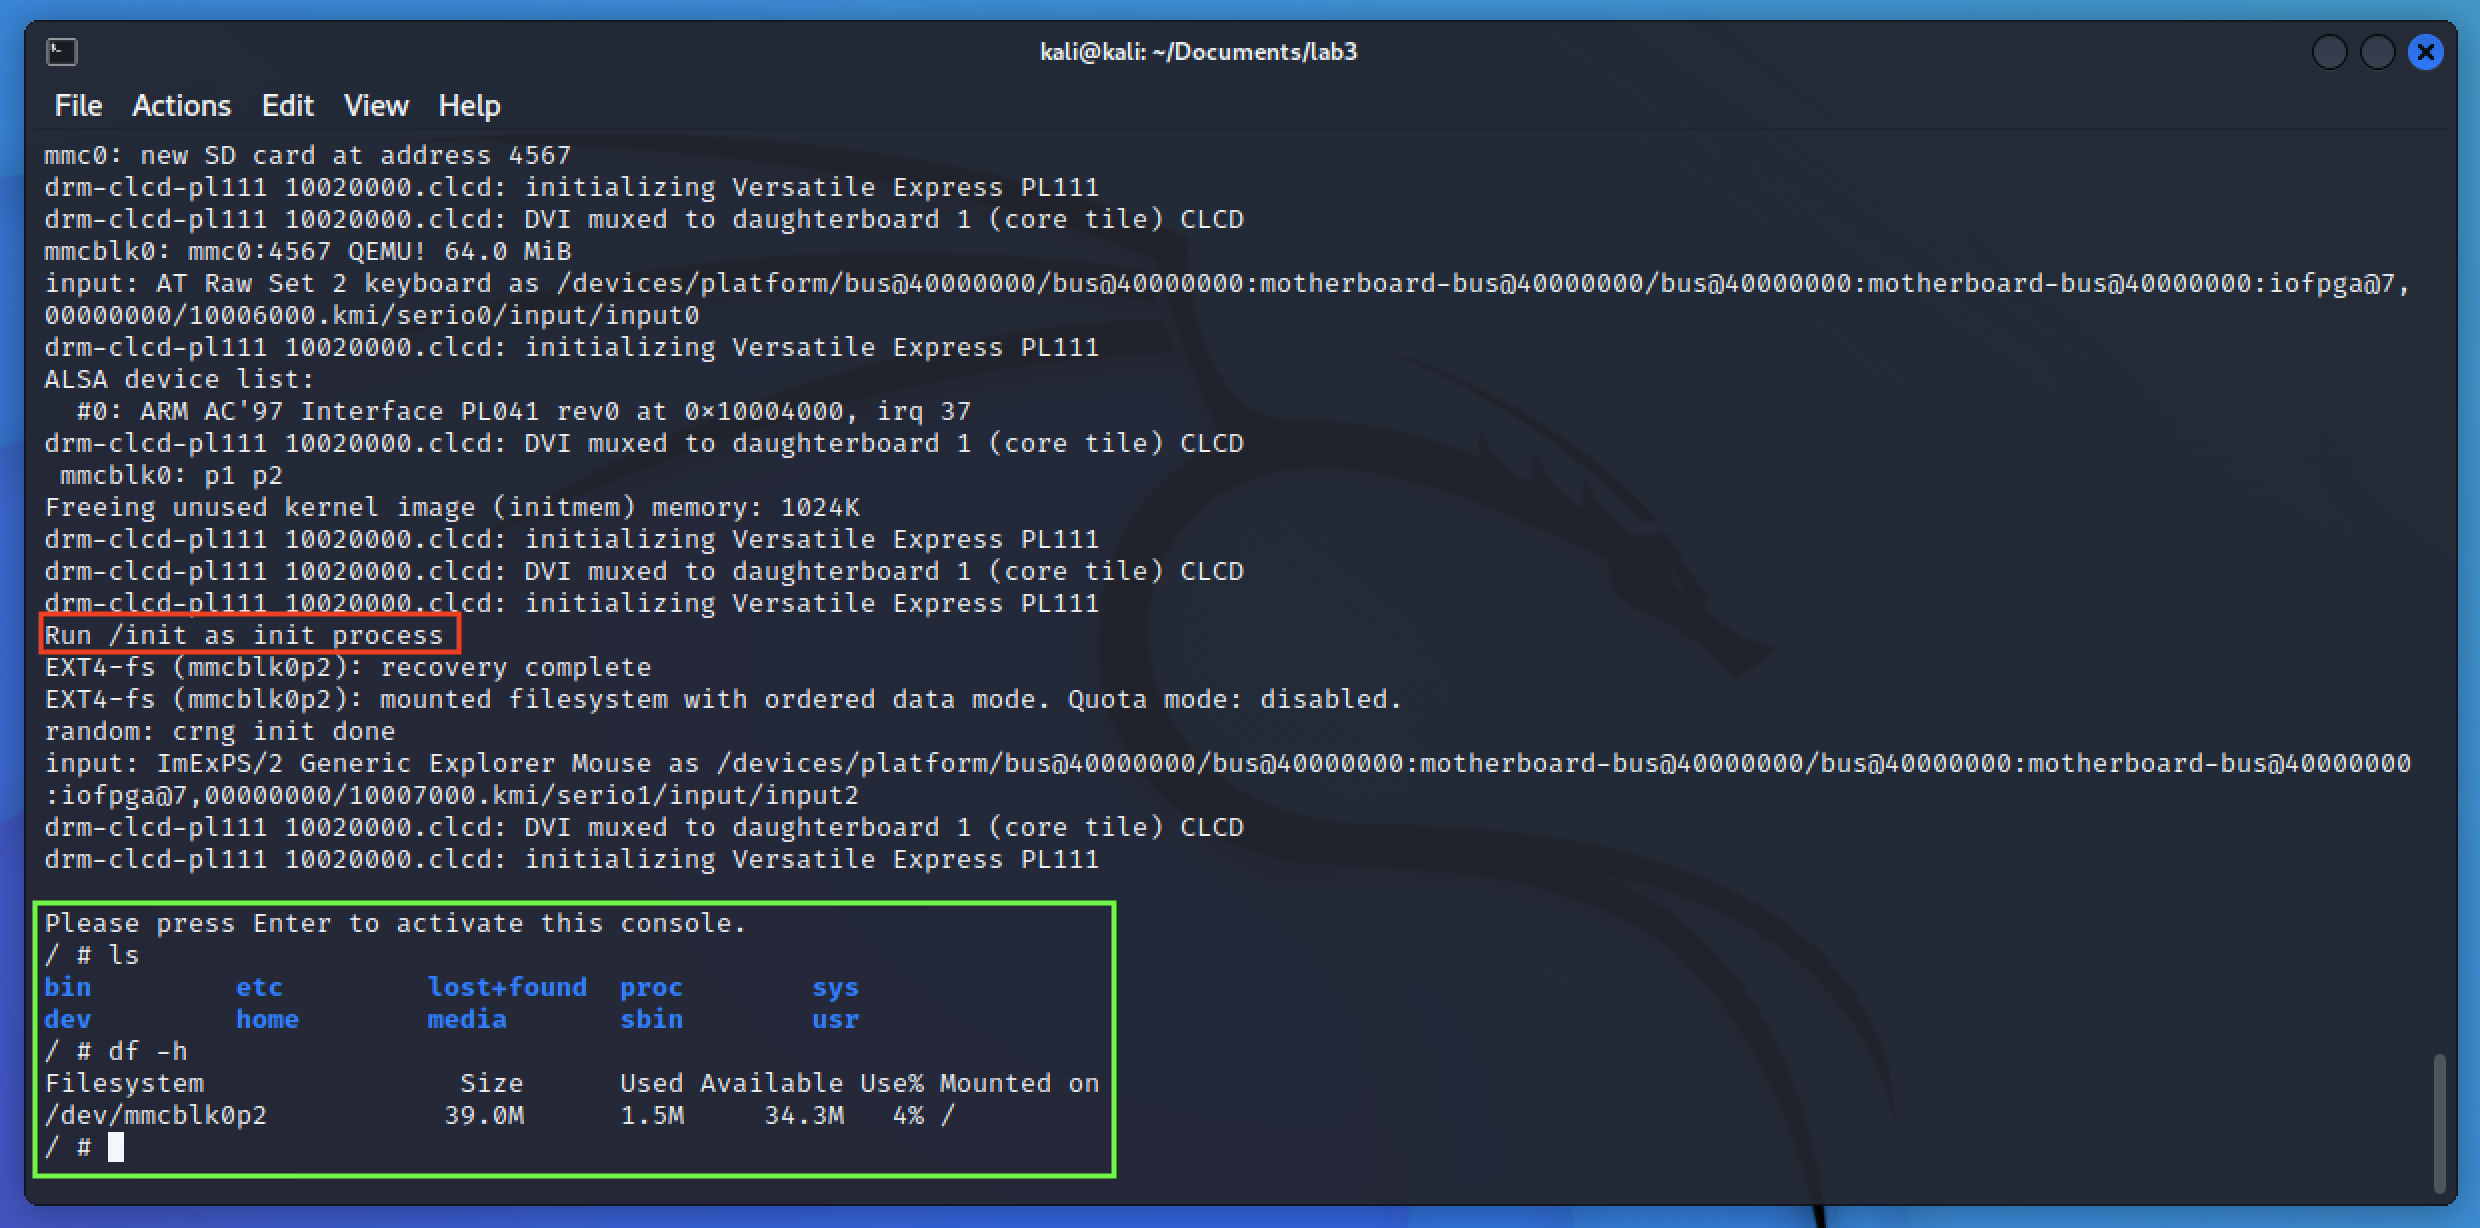 kali@kali: ~/Documents/lab3
File Actions Edit View Help
mmc0: new SD card at address 4567
drm-clcd-pl111 10020000.clcd: initializing Versatile Express PL111
drm-clcd-pl111 10020000.clcd: DVI muxed to daughterboard 1 (core tile) CLCD
mmcblk0: mmc0:4567 QEMU! 64.0 MiB
input: AT Raw Set 2 keyboard as /devices/platform/bus@40000000/bus@40000000:motherboard-bus@40000000/bus@40000000:motherboard-bus@40000000:iofpga@7,
00000000/10006000.kmi/serio0/input/input0
drm-clcd-pl111 10020000.clcd: initializing Versatile Express PL111
ALSA device list:
  #0: ARM AC'97 Interface PL041 rev0 at 0×10004000, irq 37
drm-clcd-pl111 10020000.clcd: DVI muxed to daughterboard 1 (core tile) CLCD
 mmcblk0: p1 p2
Freeing unused kernel image (initmem) memory: 1024K
drm-clcd-pl111 10020000.clcd: initializing Versatile Express PL111
drm-clcd-pl111 10020000.clcd: DVI muxed to daughterboard 1 (core tile) CLCD
drm-clcd-pl111 10020000.clcd: initializing Versatile Express PL111
Run /init as init process
EXT4-fs (mmcblk0p2): recovery complete
EXT4-fs (mmcblk0p2): mounted filesystem with ordered data mode. Quota mode: disabled.
random: crng init done
input: ImExPS/2 Generic Explorer Mouse as /devices/platform/bus@40000000/bus@40000000:motherboard-bus@40000000/bus@40000000:motherboard-bus@40000000
:iofpga@7,00000000/10007000.kmi/serio1/input/input2
drm-clcd-pl111 10020000.clcd: DVI muxed to daughterboard 1 (core tile) CLCD
drm-clcd-pl111 10020000.clcd: initializing Versatile Express PL111
Please press Enter to activate this console.
/ # ls
bin         etc         lost+found  proc        sys
dev         home        media       sbin        usr
/ # df -h
Filesystem                Size      Used Available Use% Mounted on
/dev/mmcblk0p2           39.0M      1.5M     34.3M   4% /
/ #